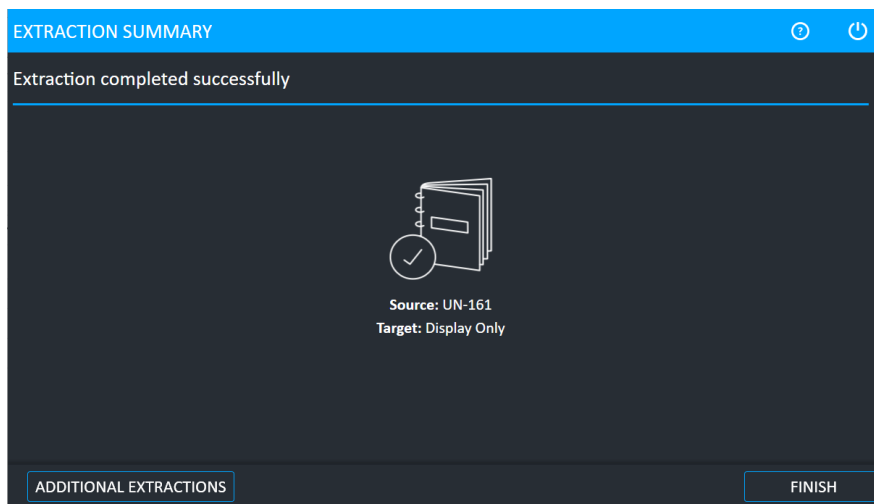 EXTRACTION SUMMARY
Extraction completed successfully
Source: UN-161
Target: Display Only
ADDITIONAL EXTRACTIONS
FINISH